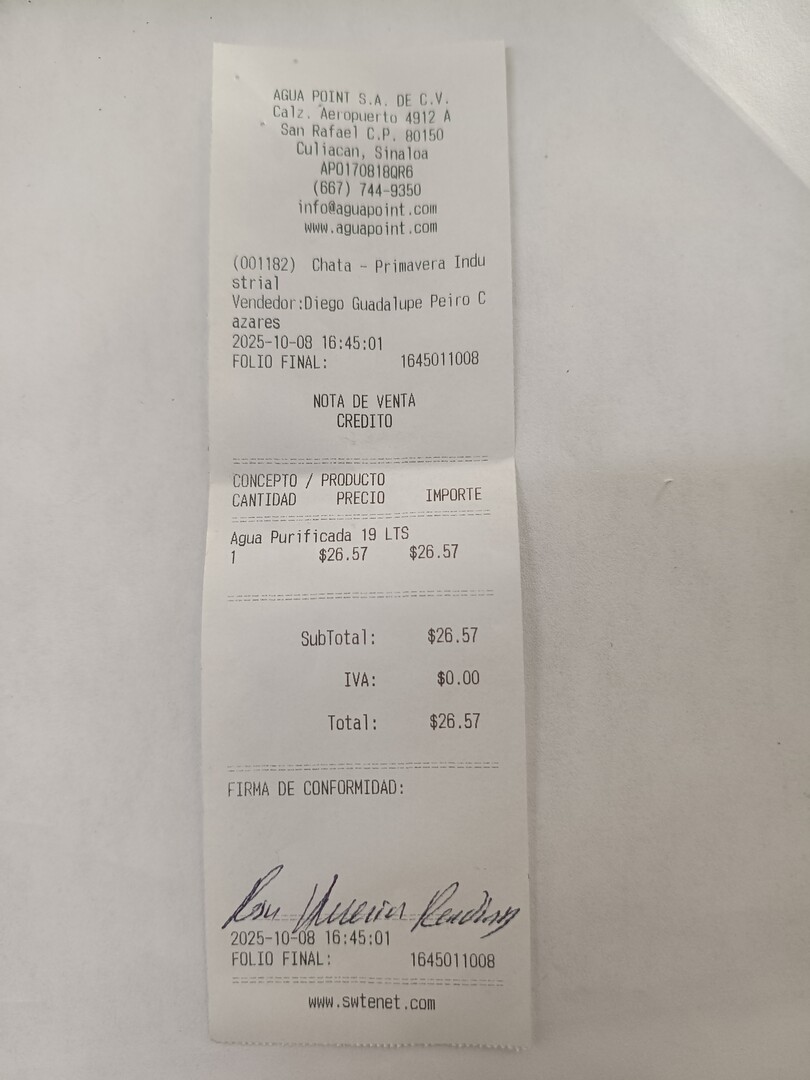 AGUA POINT S.A. DE C.V.
Calz. Aeropuerto 4912 A
San Rafael C.P. 80150
Culiacan, Sinaloa
APO170818QR6
(667) 744-9350
info@aguapoint.com
www.aguapoint.com
(001182) Chata - Primavera Indu
strial
Vendedor:Diego Guadalupe Peiro C
azares
2025-10-08 16:45:01
FOLIO FINAL: 1645011008
NOTA DE VENTA
CREDITO
CONCEPTO / PRODUCTO
CANTIDAD PRECIO IMPORTE
Agua Purificada 19 LTS
1 $26.57 $26.57
SubTotal: $26.57
IVA: $0.00
Total: $26.57
FIRMA DE CONFORMIDAD:
2025-10-08 16:45:01
FOLIO FINAL: 1645011008
www.swtenet.com